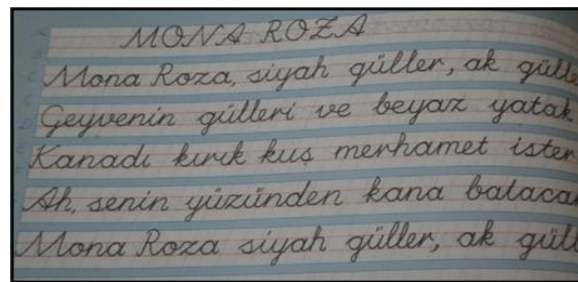 MONA ROZA
Mona Roza, siyah güller, ak gülle
Geyvenin gülleri ve beyaz yatak
Kanadı kırık kuş merhamet ister
Ah, senin yüzünden kana bataca
Mona Roza siyah güller, ak gül